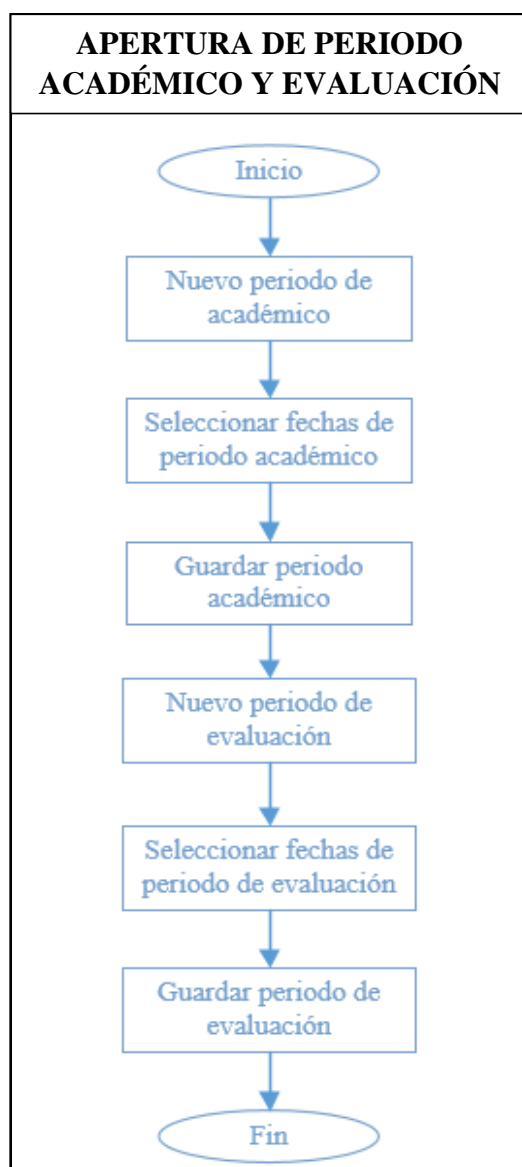 APERTURA DE PERIODO
ACADÉMICO Y EVALUACIÓN
Inicio
Nuevo periodo de
académico
Seleccionar fechas de
periodo académico
Guardar periodo
académico
Nuevo periodo de
evaluación
Seleccionar fechas de
periodo de evaluación
Guardar periodo de
evaluación
Fin